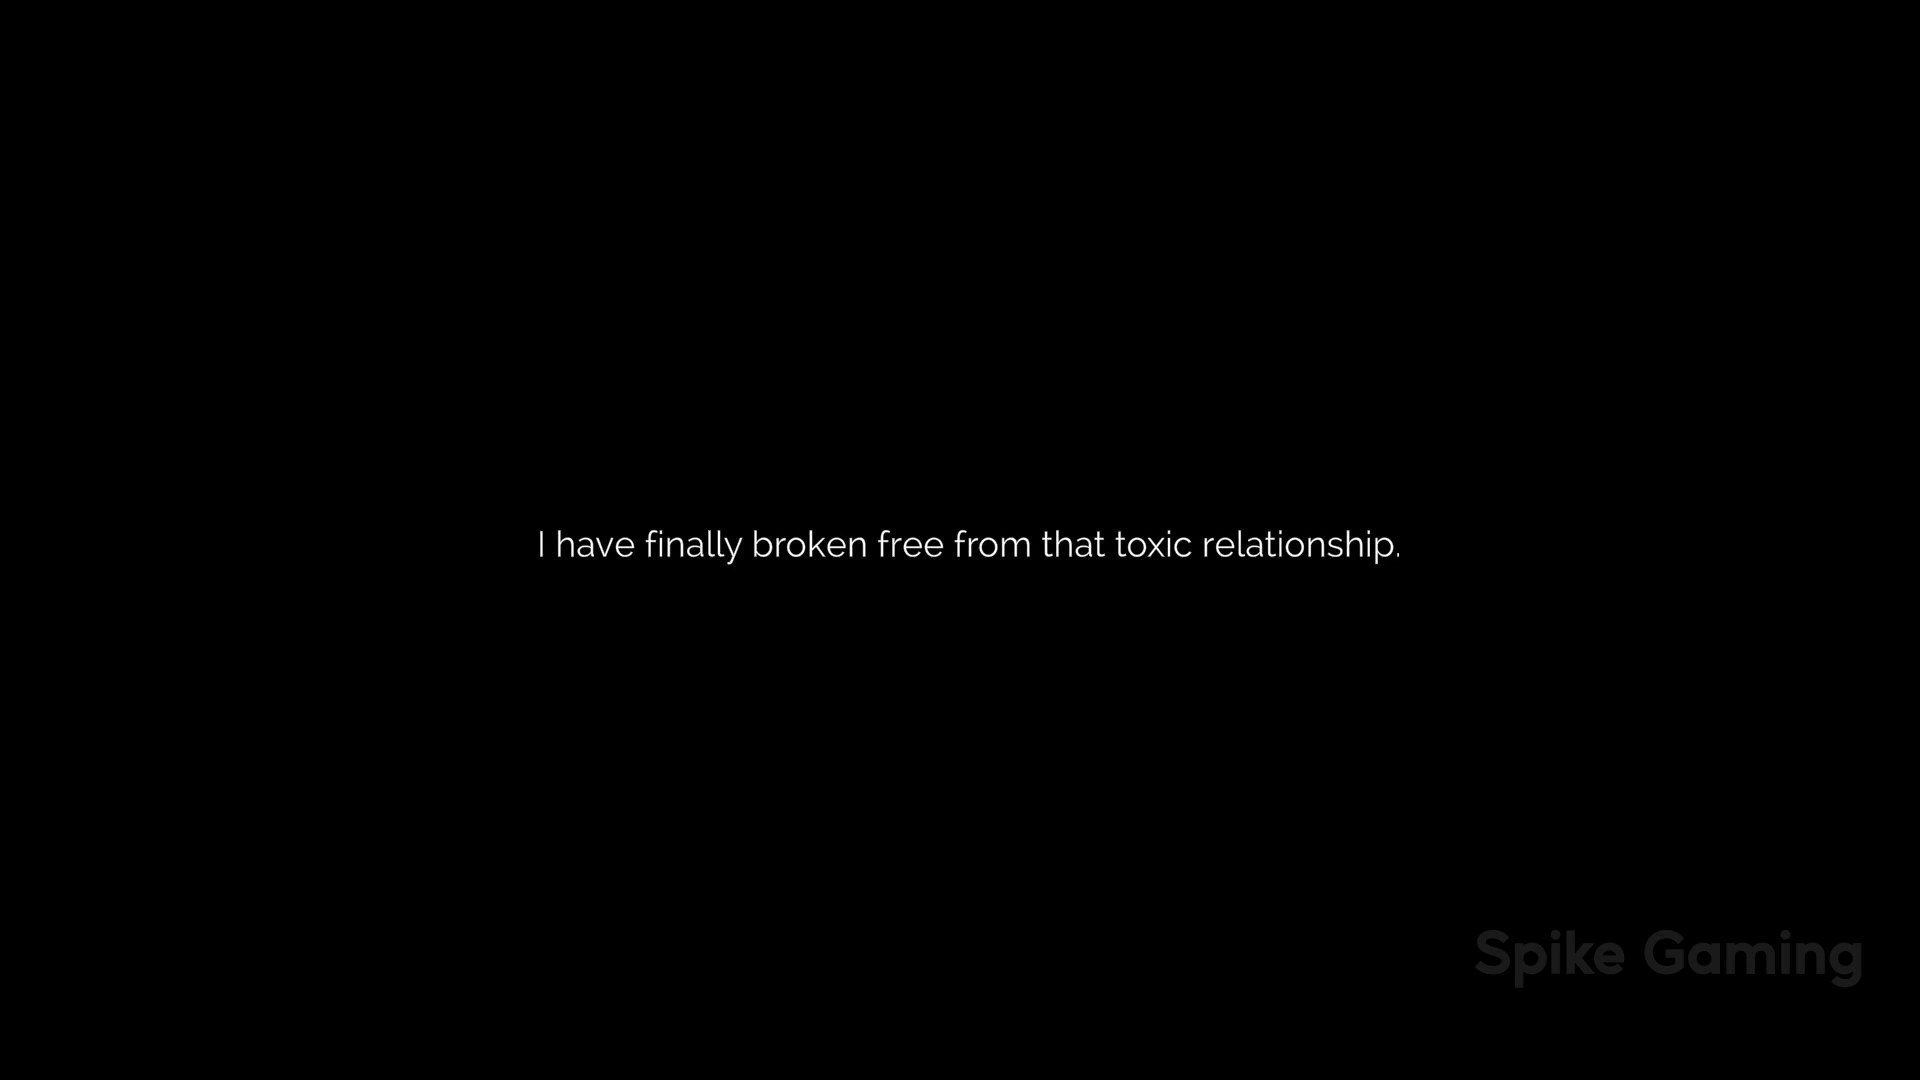 I have finally broken free from that toxic relationship.
Spike Gaming